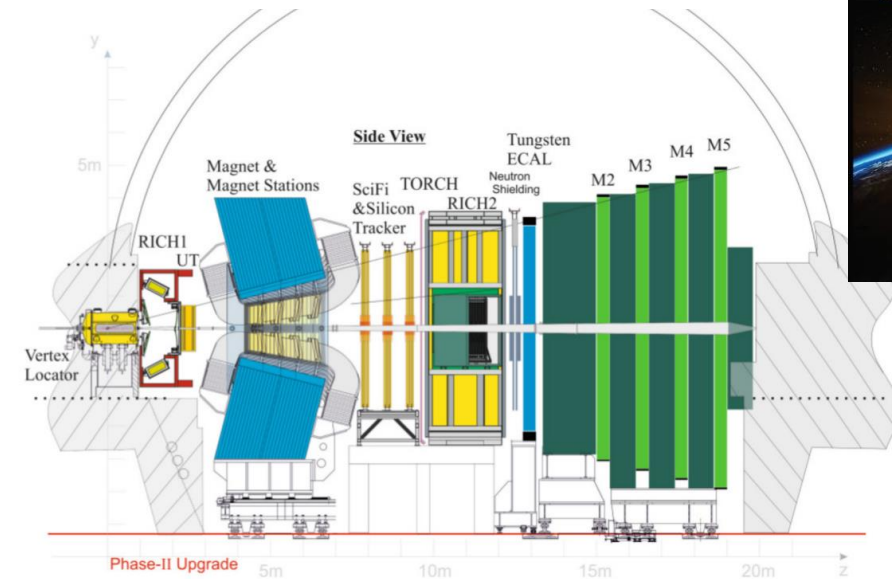 y
Side View
Tungsten
ECAL
5m
Magnet &
Magnet Stations
SciFi
&Silicon
Tracker
TORCH
Neutron
Shielding
RICH2
M2
M3
M4
M5
RICH1
UT
Vertex
Locator
Phase-II Upgrade
5m
10m
15m
20m
z